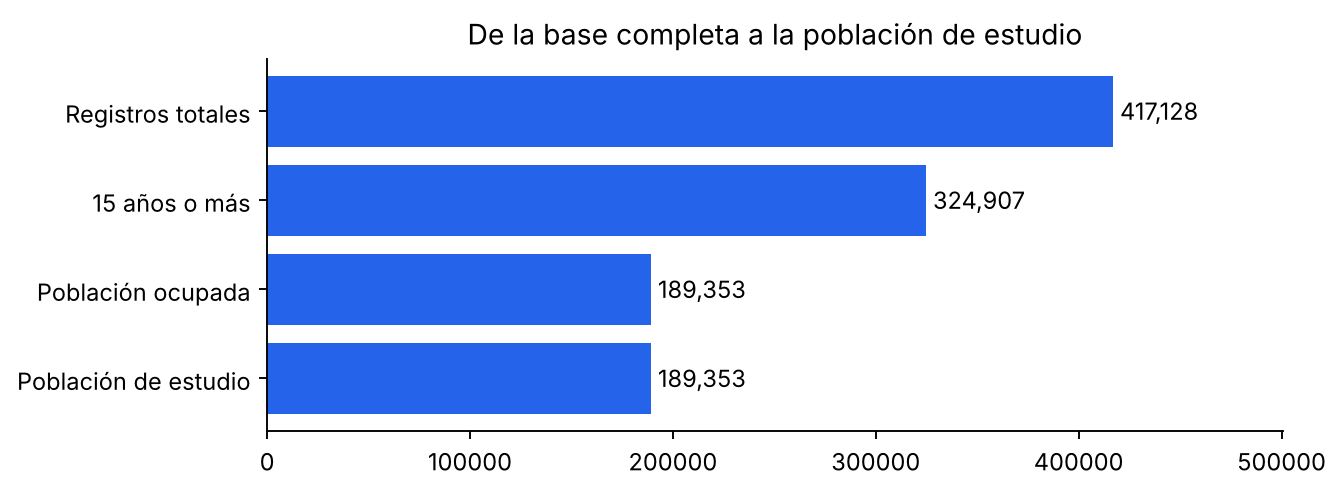 De la base completa a la población de estudio
Registros totales 417,128
15 años o más 324,907
Población ocupada 189,353
Población de estudio 189,353
0 100000 200000 300000 400000 500000